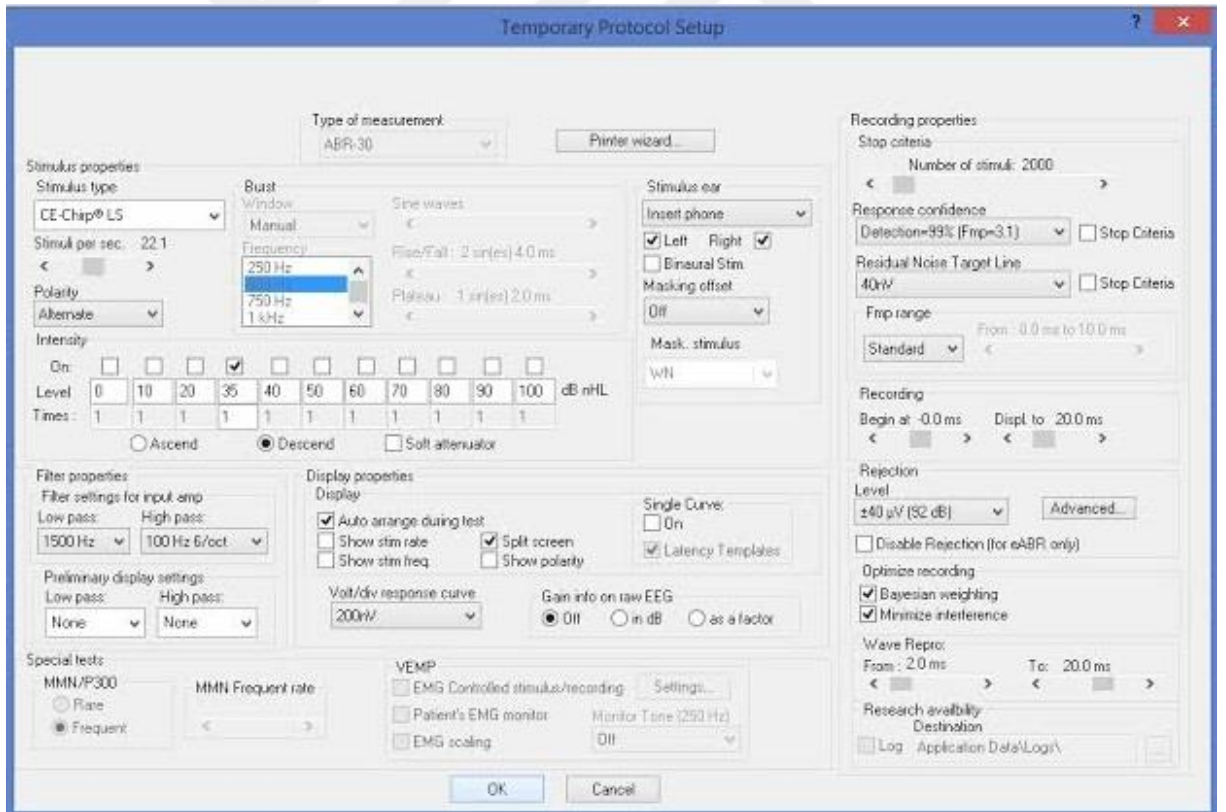 Temporary Protocol Setup
?
Type of measurement
ABR-30
Printer wizard...
Stimulus properties
Stimulus type
CE-Chirp® LS
Stimuli per sec. 22.1
Polarity
Alternate
Burst
Window
Manual
Frequency
250 Hz
750 Hz
1 kHz
Sine waves
Rise/Fall : 2 sin(es) 4.0 ms
Plateau : 1 sin(es) 2.0 ms
Stimulus ear
Insert phone
Left Right
Binaural Stim.
Masking offset
Off
Mask. stimulus
WN
Intensity
On:
Level 0 10 20 35 40 50 60 70 80 90 100 dB nHL
Times : 1 1 1 1 1 1 1 1 1 1 1
Ascend Descend Soft attenuator
Filter properties
Filter settings for input amp
Low pass: High pass:
1500 Hz 100 Hz 6/oct
Preliminary display settings
Low pass: High pass:
None None
Display properties
Display
Auto arrange during test
Show stim rate Split screen
Show stim freq. Show polarity
Single Curve:
On
Latency Templates
Volt/div response curve
200nV
Gain info on raw EEG
Off in dB as a factor
Special tests
MMN/P300
Rare
Frequent
MMN Frequent rate
VEMP
EMG Controlled stimulus/recording Settings...
Patient's EMG monitor Monitor Tone (250 Hz)
EMG scaling Off
Recording properties
Stop criteria
Number of stimuli: 2000
Response confidence
Detection=99% (Fmp=3.1) Stop Criteria
Residual Noise Target Line
40nV Stop Criteria
Fmp range
Standard From : 0.0 ms to 10.0 ms
Recording
Begin at -0.0 ms Displ. to 20.0 ms
Rejection
Level
±40 µV (92 dB) Advanced...
Disable Rejection (for eABR only)
Optimize recording
Bayesian weighting
Minimize interference
Wave Repro:
From : 2.0 ms To: 20.0 ms
Research availbility
Destination
Log Application Data\Logs\
OK Cancel